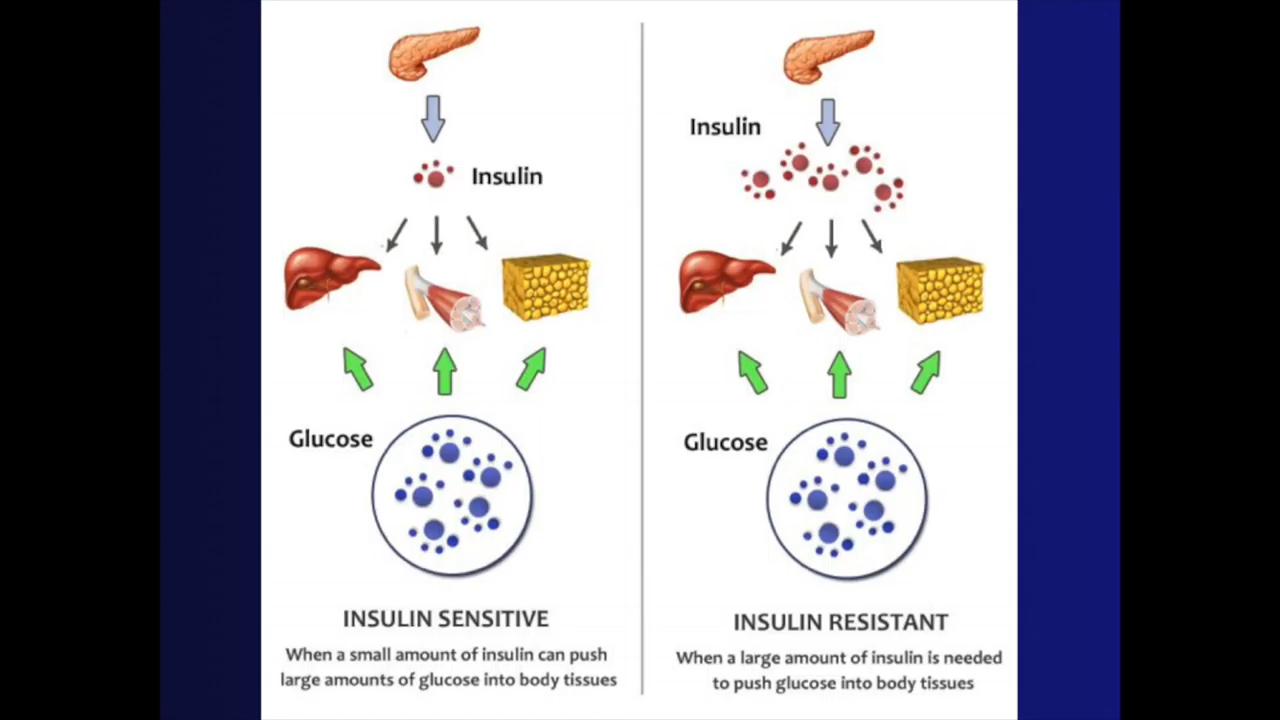 Insulin
Glucose
INSULIN SENSITIVE
When a small amount of insulin can push
large amounts of glucose into body tissues
Insulin
Glucose
INSULIN RESISTANT
When a large amount of insulin is needed
to push glucose into body tissues